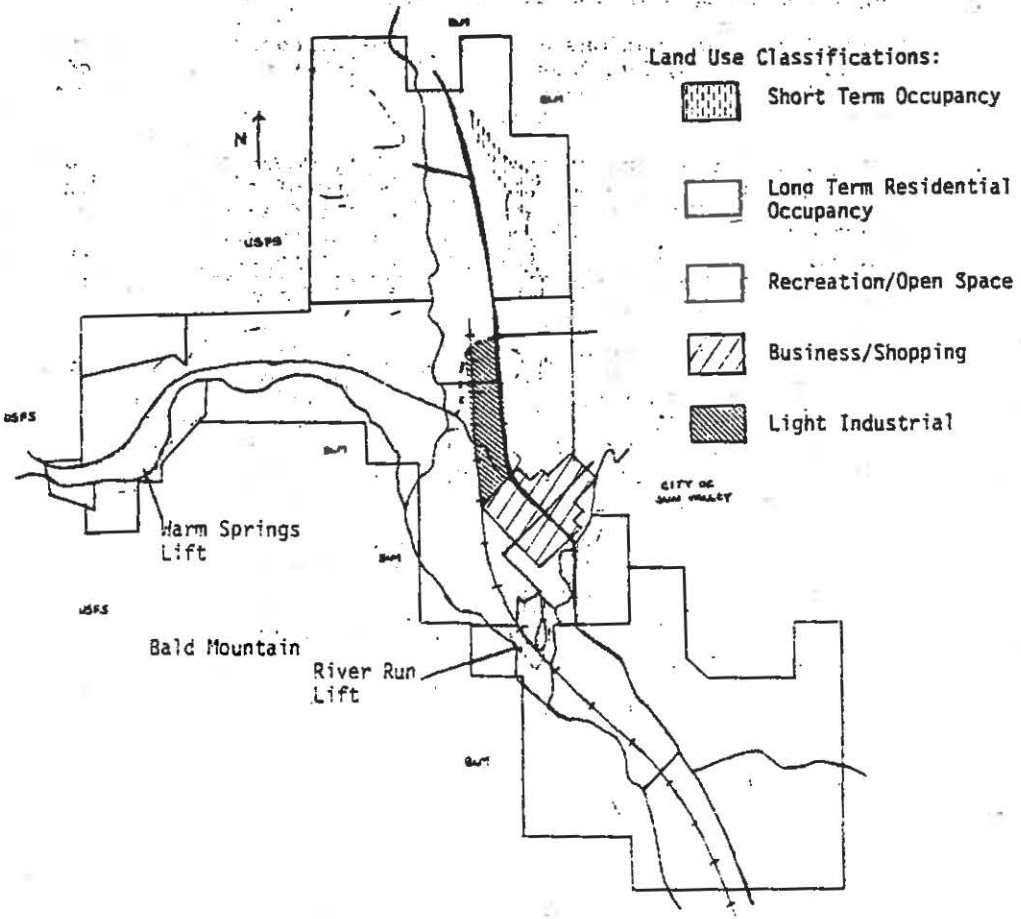 BLM
Land Use Classifications:
Short Term Occupancy
BLM
N
Long Term Residential
Occupancy
USFS
Recreation/Open Space
Business/Shopping
USFS
Light Industrial
BLM
CITY OF
SUN VALLEY
Warm Springs
Lift
BLM
USFS
Bald Mountain
River Run
Lift
BLM